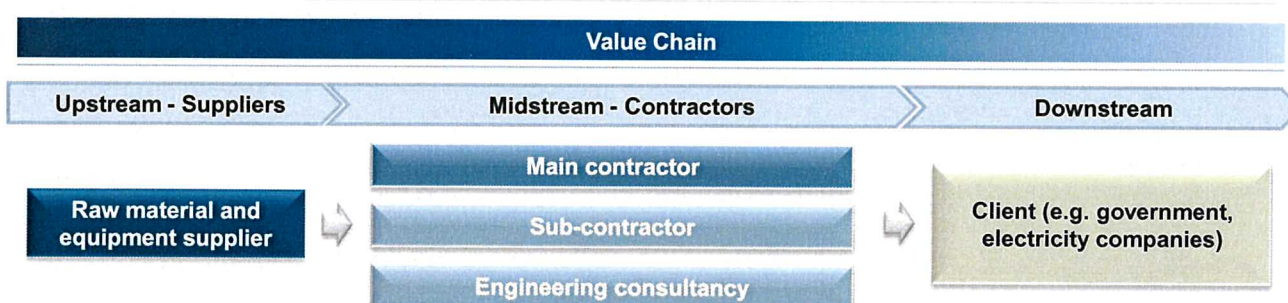 Value Chain
Upstream - Suppliers
Midstream - Contractors
Downstream
Raw material and
equipment supplier
Main contractor
Sub-contractor
Engineering consultancy
Client (e.g. government,
electricity companies)